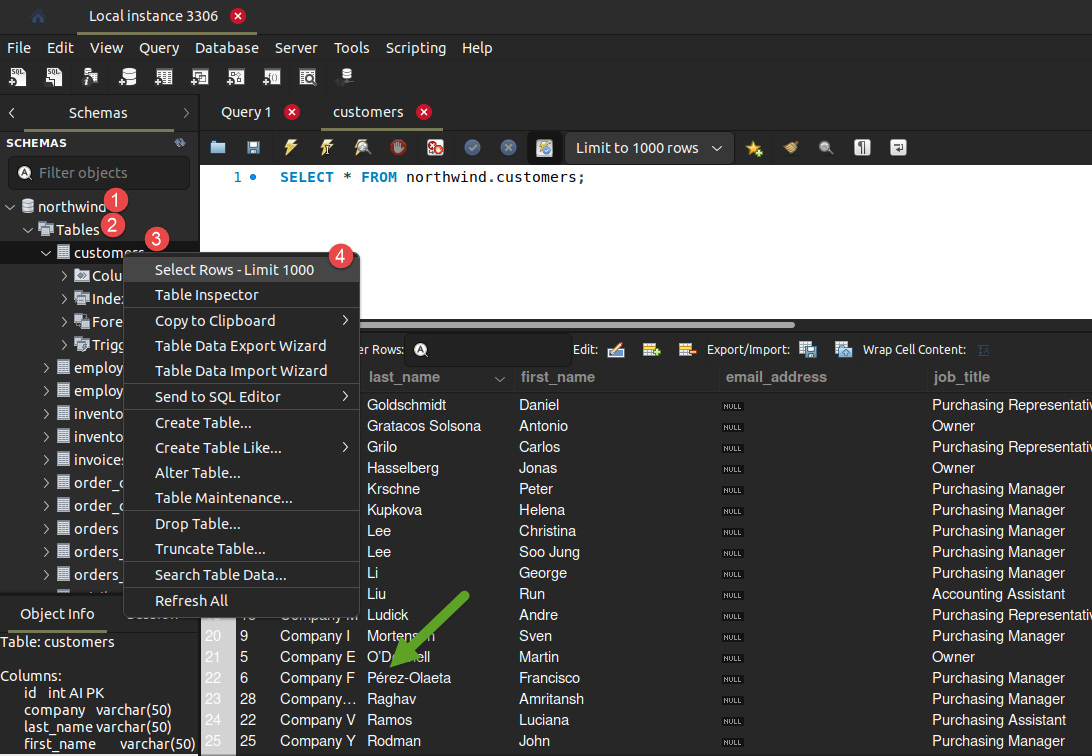 Local instance 3306
File Edit View Query Database Server Tools Scripting Help
Schemas
Query 1
customers
SCHEMAS
Limit to 1000 rows
Filter objects
1 SELECT * FROM northwind.customers;
northwind 1
Tables 2
customers 3
4
Colu
Inde
Fore
Trigg
employ
employ
invento
invento
invoices
order_
order_
orders
orders_
orders_
Select Rows - Limit 1000
Table Inspector
Copy to Clipboard
Table Data Export Wizard
Table Data Import Wizard
Send to SQL Editor
Create Table...
Create Table Like...
Alter Table...
Table Maintenance...
Drop Table...
Truncate Table...
Search Table Data...
Refresh All
er Rows: Edit: Export/Import: Wrap Cell Content:
last_name first_name email_address job_title
Goldschmidt Daniel NULL Purchasing Representativ
Gratacos Solsona Antonio NULL Owner
Grilo Carlos NULL Purchasing Representativ
Hasselberg Jonas NULL Owner
Krschne Peter NULL Purchasing Manager
Kupkova Helena NULL Purchasing Manager
Lee Christina NULL Purchasing Manager
Lee Soo Jung NULL Purchasing Manager
Li George NULL Purchasing Manager
Liu Run NULL Accounting Assistant
Ludick Andre NULL Purchasing Representativ
20 9 Company I Mortensen Sven NULL Purchasing Manager
21 5 Company E O’Donnell Martin NULL Owner
22 6 Company F Pérez-Olaeta Francisco NULL Purchasing Manager
23 28 Company... Raghav Amritansh NULL Purchasing Manager
24 22 Company V Ramos Luciana NULL Purchasing Assistant
25 25 Company Y Rodman John NULL Purchasing Manager
Object Info
Session
Table: customers
Columns:
id int AI PK
company varchar(50)
last_name varchar(50)
first_name varchar(50)